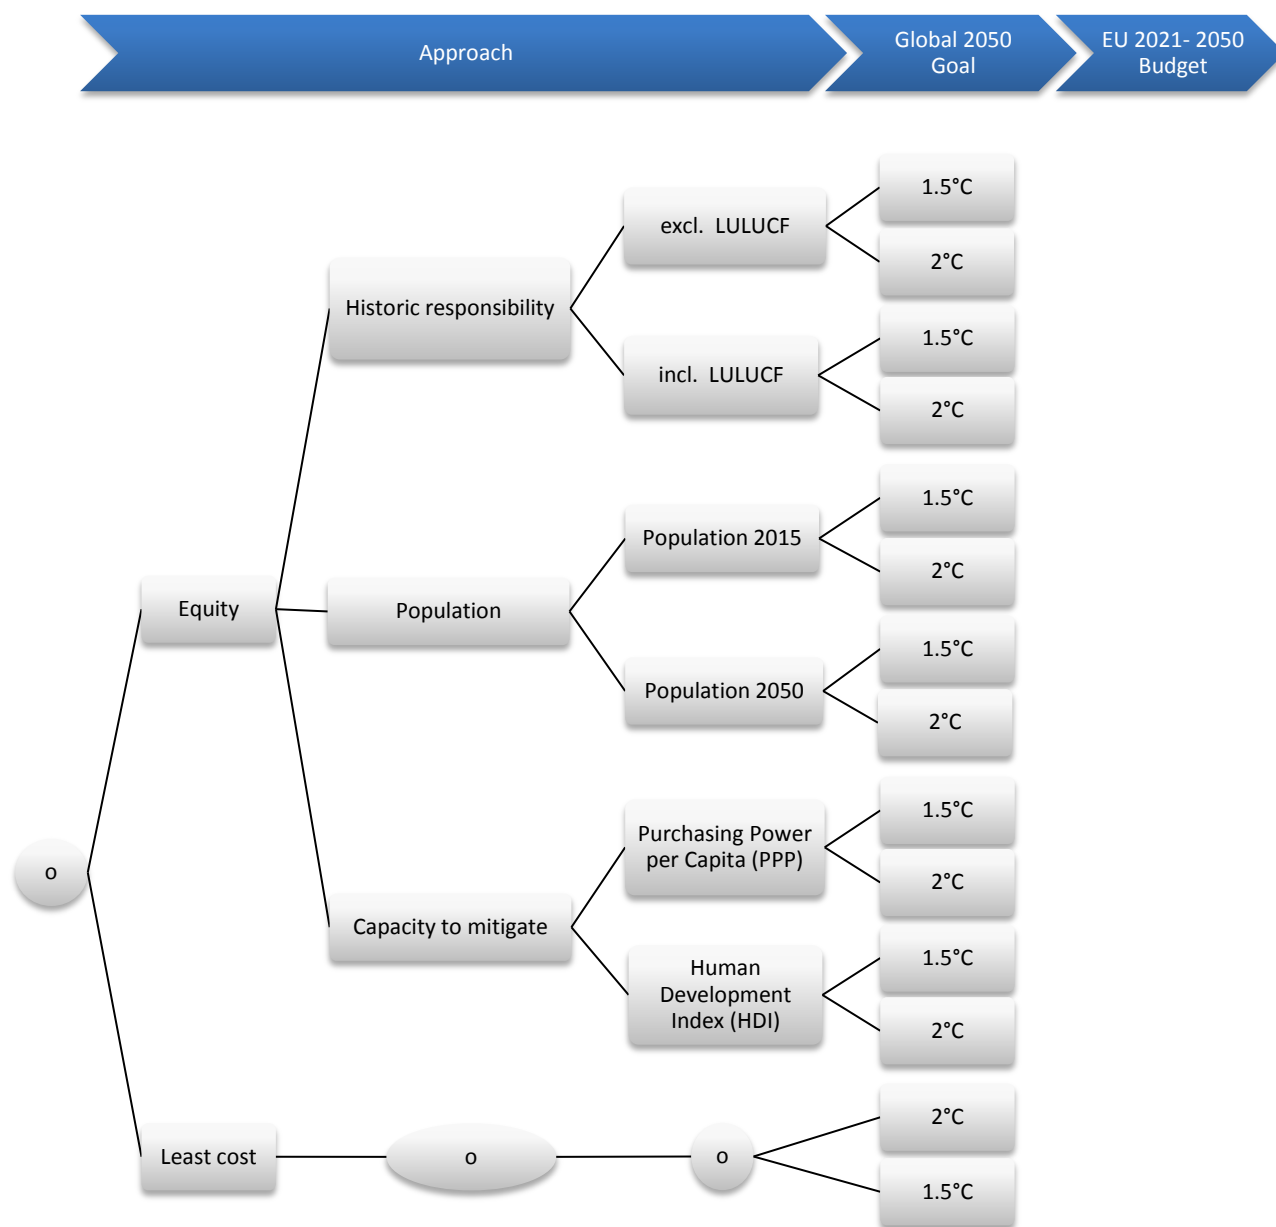 Approach
Global 2050
Goal
EU 2021- 2050
Budget
1.5°C
excl.  LULUCF
2°C
Historic responsibility
1.5°C
incl.  LULUCF
2°C
1.5°C
Population 2015
2°C
Equity
Population
1.5°C
Population 2050
2°C
1.5°C
Purchasing Power
per Capita (PPP)
2°C
o
Capacity to mitigate
1.5°C
Human
Development
Index (HDI)
2°C
2°C
Least cost
o
o
1.5°C